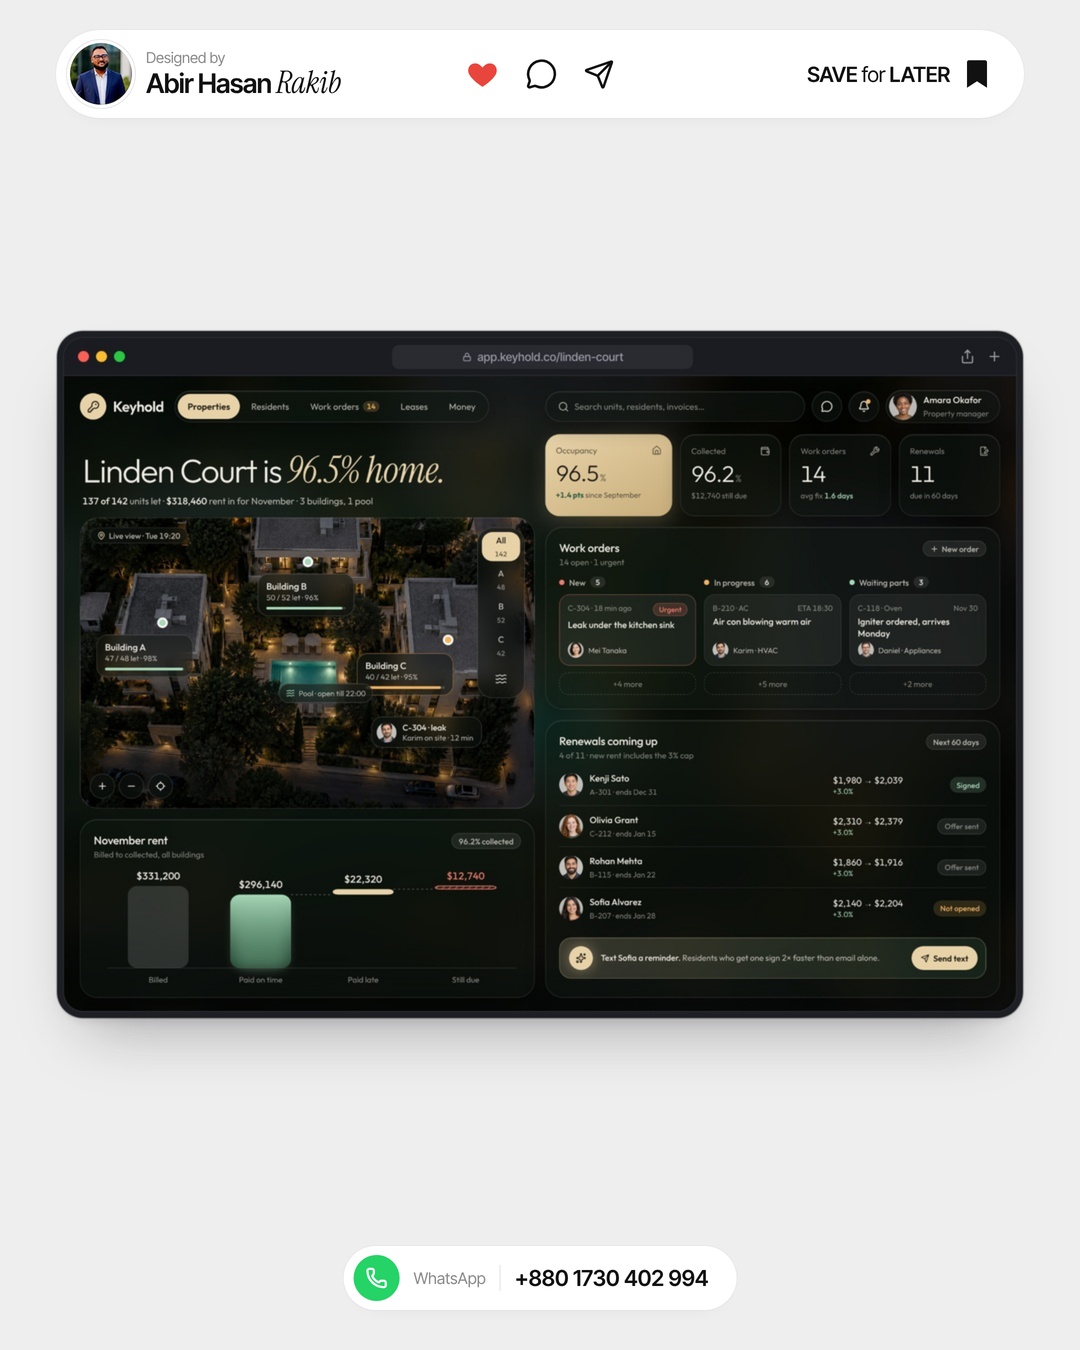 Designed by
Abir Hasan Rakib
SAVE for LATER
app.keyhold.co/linden-court
Keyhold
Properties
Residents
Work orders 14
Leases
Money
Search units, residents, invoices...
Amara Okafor
Property manager
Linden Court is 96.5% home.
137 of 142 units let · $318,460 rent in for November · 3 buildings, 1 pool
Occupancy
96.5%
+1.4 pts since September
Collected
96.2%
$12,740 still due
Work orders
14
avg fix 1.6 days
Renewals
11
due in 60 days
Live view · Tue 19:20
Building B
50 / 52 let · 96%
Building A
47 / 48 let · 98%
Building C
40 / 42 let · 95%
Pool · open till 22:00
C-304 · leak
Karim on site · 12 min
All
142
A
48
B
52
C
42
Work orders
14 open · 1 urgent
+ New order
New 5
C-304 · 18 min ago
Urgent
Leak under the kitchen sink
Mei Tanaka
+4 more
In progress 6
B-210 · AC
ETA 18:30
Air con blowing warm air
Karim · HVAC
+5 more
Waiting parts 3
C-118 · Oven
Nov 30
Igniter ordered, arrives
Monday
Daniel · Appliances
+2 more
November rent
Billed to collected, all buildings
96.2% collected
$331,200
$296,140
$22,320
$12,740
Billed
Paid on time
Paid late
Still due
Renewals coming up
4 of 11 · new rent includes the 3% cap
Next 60 days
Kenji Sato
A-301 · ends Dec 31
$1,980 → $2,039
+3.0%
Signed
Olivia Grant
C-212 · ends Jan 15
$2,310 → $2,379
+3.0%
Offer sent
Rohan Mehta
B-115 · ends Jan 22
$1,860 → $1,916
+3.0%
Offer sent
Sofia Alvarez
B-207 · ends Jan 28
$2,140 → $2,204
+3.0%
Not opened
Text Sofia a reminder. Residents who get one sign 2× faster than email alone.
Send text
WhatsApp
+880 1730 402 994